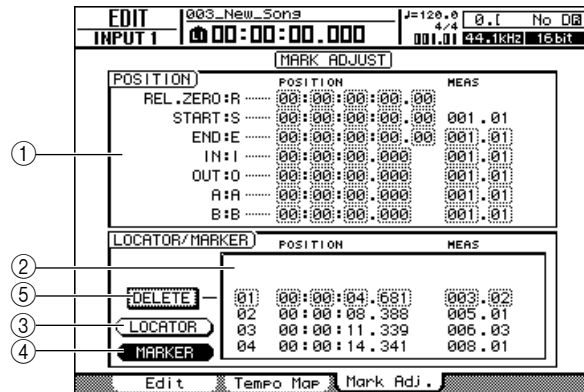 EDIT
INPUT 1
003_New_Song
00:00:00.000
♩=120.0
4/4
001.01
0.[ No DI
44.1kHz 16bit
MARK ADJUST
POSITION
POSITION MEAS
REL.ZERO:R ······ 00:00:00:00.00
START:S ······ 00:00:00:00.00 001.01
END:E ······ 00:00:00:00.00 001.01
IN:I ······ 00:00:00.000 001.01
OUT:O ······ 00:00:00.000 001.01
A:A ······ 00:00:00.000 001.01
B:B ······ 00:00:00.000 001.01
①
LOCATOR/MARKER
POSITION MEAS
②
⑤ DELETE 01 00:00:04.681 003.02
02 00:00:08.388 005.01
③ LOCATOR
03 00:00:11.339 006.03
④ MARKER
04 00:00:14.341 008.01
Edit Tempo Map Mark Adj.